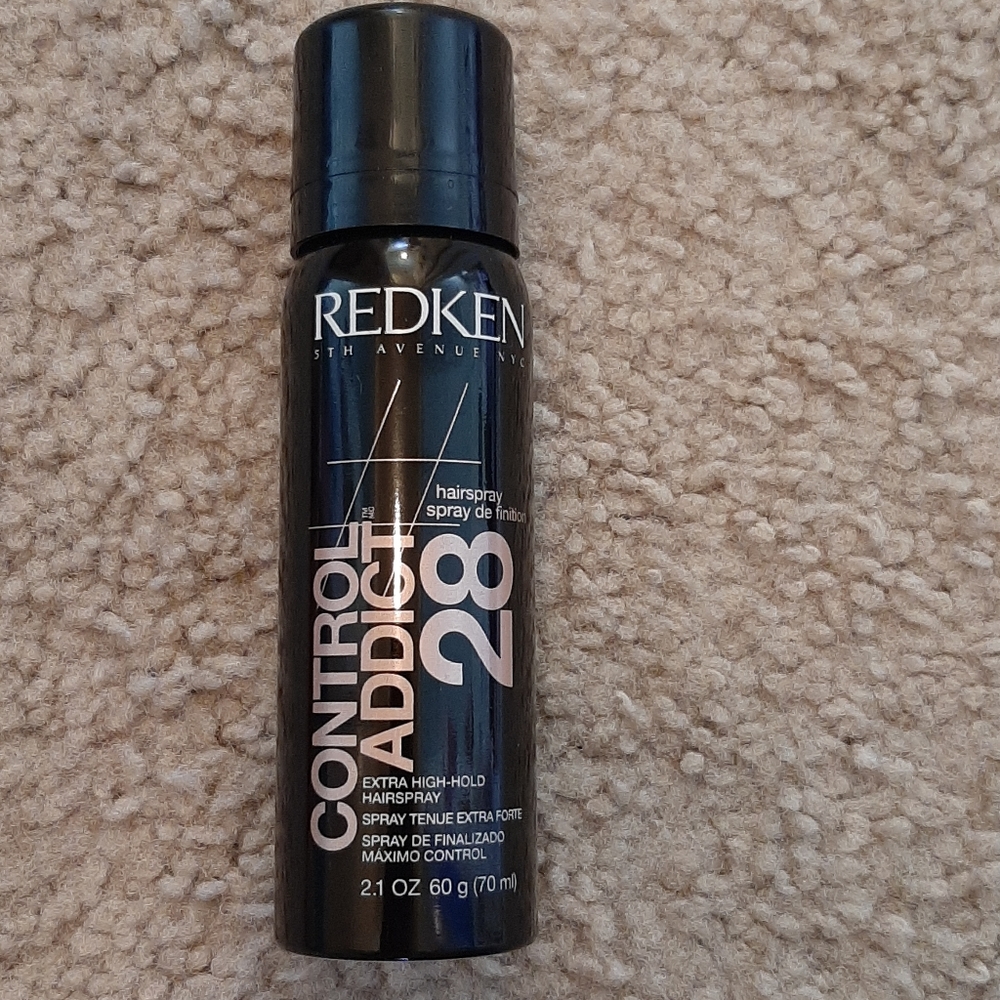 REDKEN
5TH AVENUE NYC
hairspray
spray de finition
CONTROL
ADDICT™
28
EXTRA HIGH-HOLD
HAIRSPRAY
SPRAY TENUE EXTRA FORTE
SPRAY DE FINALIZADO
MÁXIMO CONTROL
2.1 OZ 60 g (70 ml)